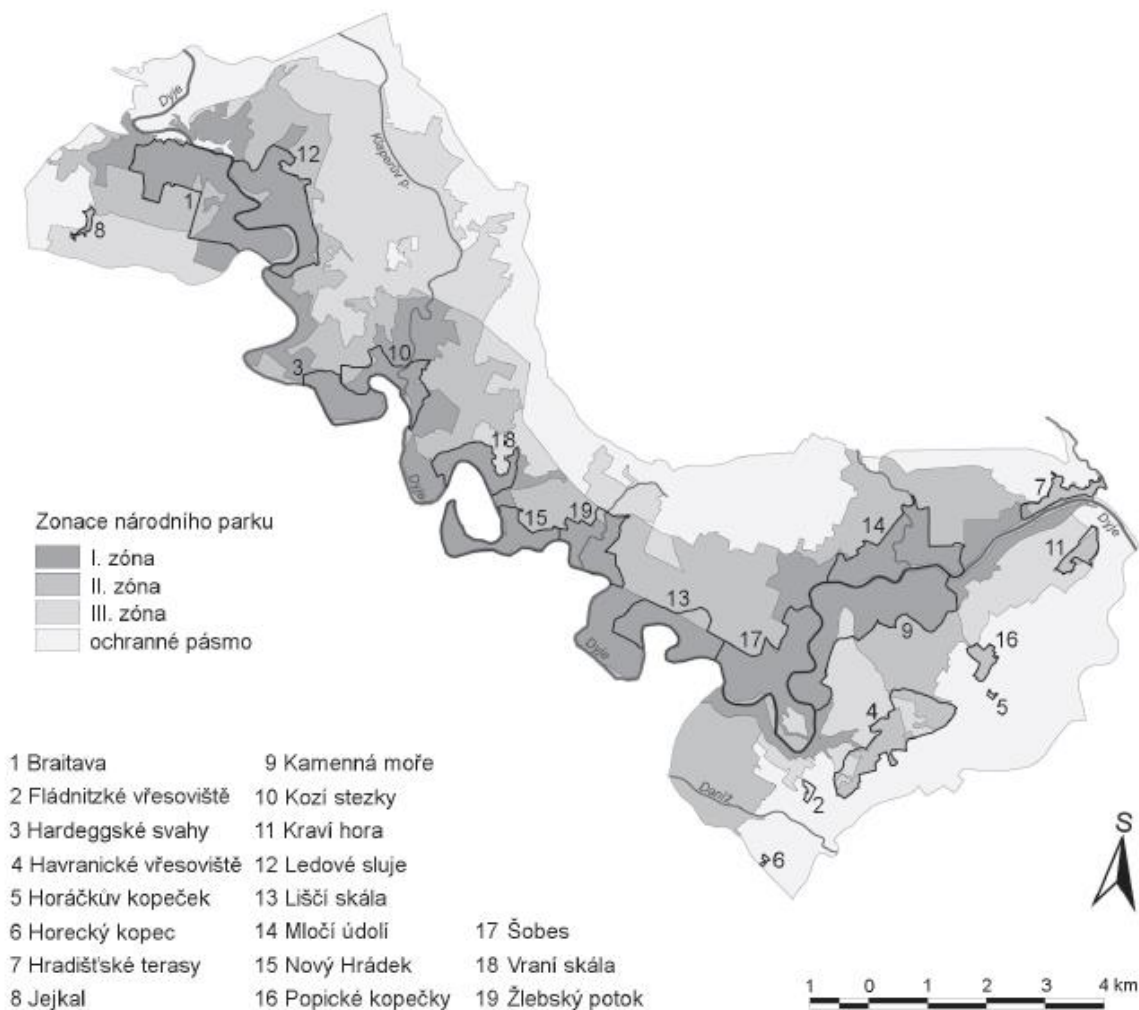 Dyje
Klaperův p.
12
1
8
3
10
18
Dyje
15
19
7
14
Dyje
11
13
Dyje
17
9
16
5
4
2
Daníž
6
Zonace národního parku
I. zóna
II. zóna
III. zóna
ochranné pásmo
1 Braitava
2 Fládnitzké vřesoviště
3 Hardeggské svahy
4 Havranické vřesoviště
5 Horáčkův kopeček
6 Horecký kopec
7 Hradišťské terasy
8 Jejkal
9 Kamenná moře
10 Kozí stezky
11 Kraví hora
12 Ledové sluje
13 Liščí skála
14 Mločí údolí
15 Nový Hrádek
16 Popické kopečky
17 Šobes
18 Vraní skála
19 Žlebský potok
S
1 0 1 2 3 4 km